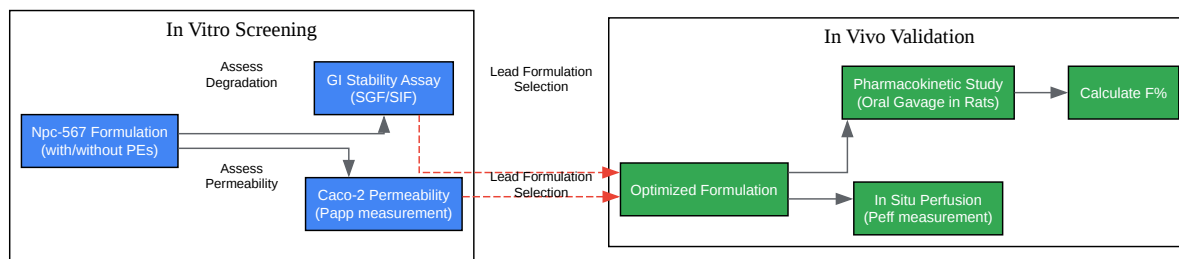 In Vitro Screening
Assess
Degradation
GI Stability Assay
(SGF/SIF)
Npc-567 Formulation
(with/without PEs)
Assess
Permeability
Caco-2 Permeability
(Papp measurement)
Lead Formulation
Selection
Lead Formulation
Selection
In Vivo Validation
Pharmacokinetic Study
(Oral Gavage in Rats)
Calculate F%
Optimized Formulation
In Situ Perfusion
(Peff measurement)